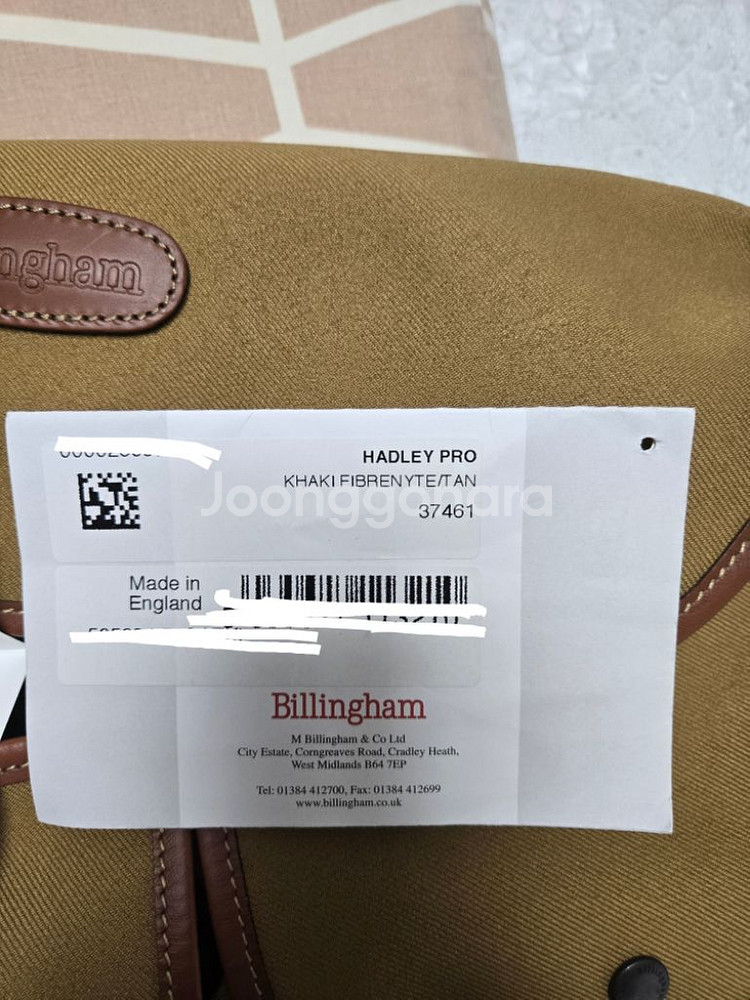 ngham
HADLEY PRO
KHAKI FIBRENYTE/TAN
Joonggonara
37461
Made in
England
Billingham
M Billingham & Co Ltd
City Estate, Corngreaves Road, Cradley Heath,
West Midlands B64 7EP
Tel: 01384 412700, Fax: 01384 412699
www.billingham.co.uk